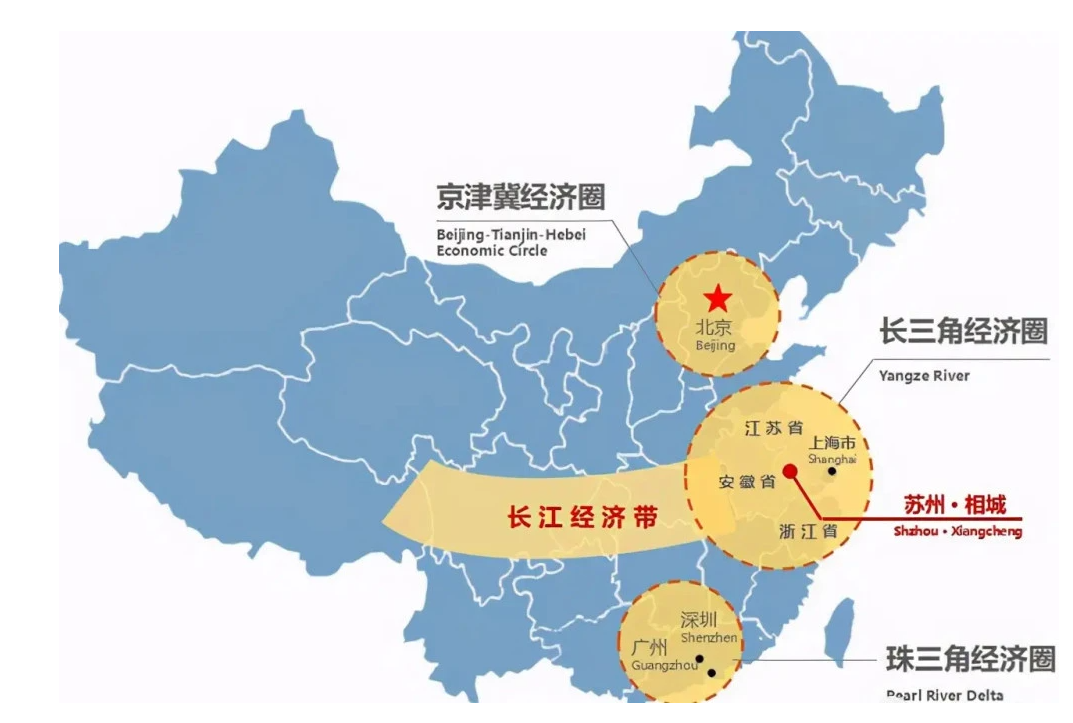 京津冀经济圈
Beijing-Tianjin-Hebei
Economic Circle
北京
Beijing
长三角经济圈
Yangze River
江苏省
上海市
Shanghai
安徽省
苏州·相城
Shzhou·Xiangcheng
长江经济带
浙江省
深圳
Shenzhen
广州
Guangzhou
珠三角经济圈
Pearl River Delta